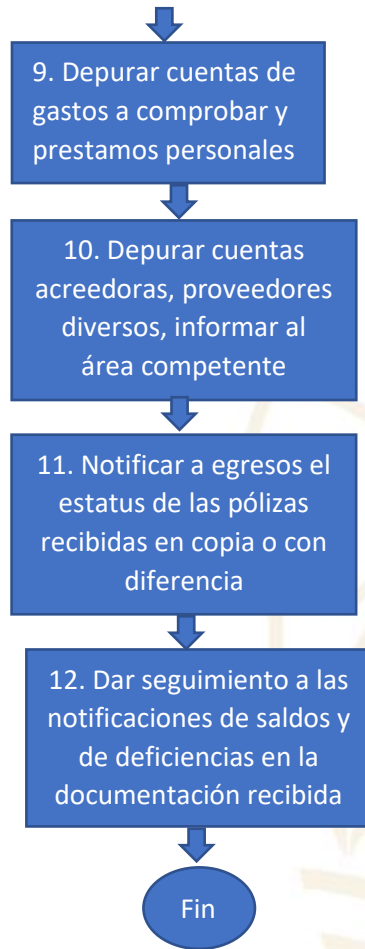 9. Depurar cuentas de
gastos a comprobar y
prestamos personales
10. Depurar cuentas
acreedoras, proveedores
diversos, informar al
área competente
11. Notificar a egresos el
estatus de las pólizas
recibidas en copia o con
diferencia
12. Dar seguimiento a las
notificaciones de saldos y
de deficiencias en la
documentación recibida
Fin